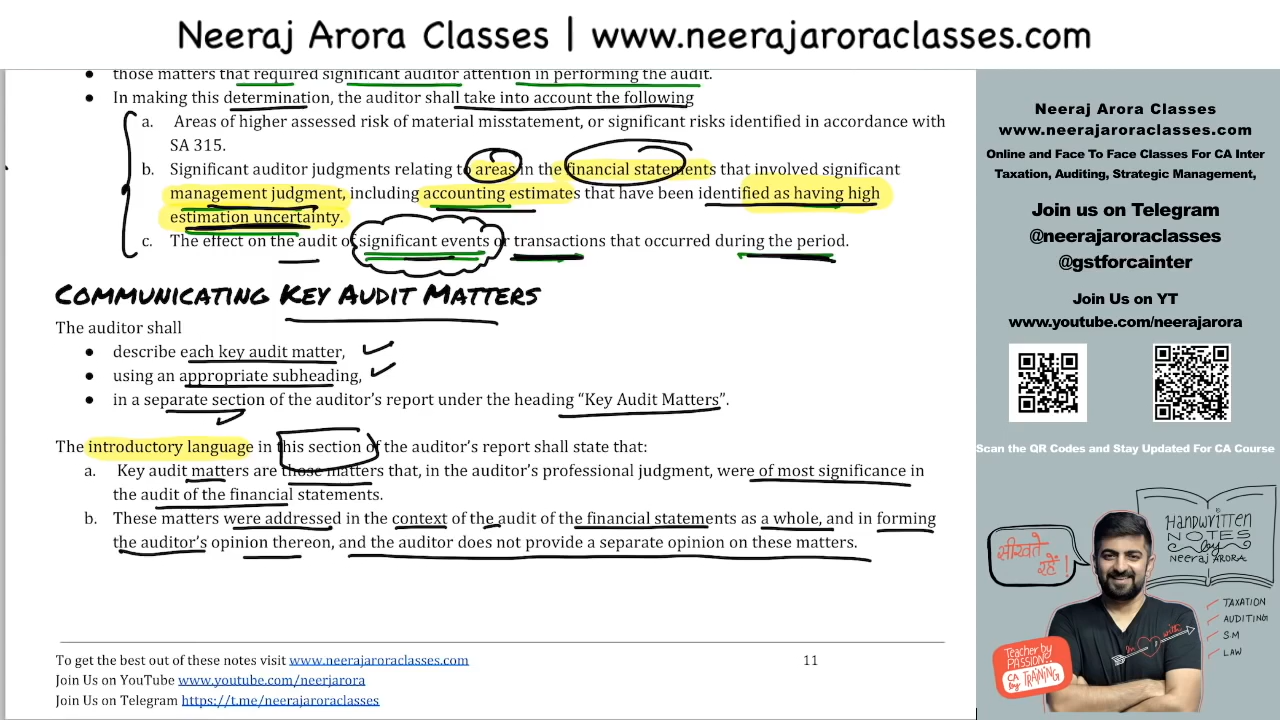 Neeraj Arora Classes | www.neerajaroraclasses.com
● those matters that required significant auditor attention in performing the audit.
● In making this determination, the auditor shall take into account the following
a. Areas of higher assessed risk of material misstatement, or significant risks identified in accordance with
SA 315.
b. Significant auditor judgments relating to areas in the financial statements that involved significant
management judgment, including accounting estimates that have been identified as having high
estimation uncertainty.
c. The effect on the audit of significant events or transactions that occurred during the period.
COMMUNICATING KEY AUDIT MATTERS
The auditor shall
● describe each key audit matter,
● using an appropriate subheading,
● in a separate section of the auditor's report under the heading “Key Audit Matters”.
The introductory language in this section of the auditor's report shall state that:
a. Key audit matters are those matters that, in the auditor's professional judgment, were of most significance in
the audit of the financial statements.
b. These matters were addressed in the context of the audit of the financial statements as a whole, and in forming
the auditor's opinion thereon, and the auditor does not provide a separate opinion on these matters.
To get the best out of these notes visit www.neerajaroraclasses.com
11
Join Us on YouTube www.youtube.com/neerjarora
Join Us on Telegram https://t.me/neerajaroraclasses
Neeraj Arora Classes
www.neerajaroraclasses.com
Online and Face To Face Classes For CA Inter
Taxation, Auditing, Strategic Management,
Join us on Telegram
@neerajaroraclasses
@gstforcainter
Join Us on YT
www.youtube.com/neerajarora
Scan the QR Codes and Stay Updated For CA Course
HANDWRITTEN
NOTES
by
Neeraj ARORA
सीखते
रहें !
TAXATION
AUDITING
S.M
LAW
Teacher by
PASSION
CA
by TRAINING